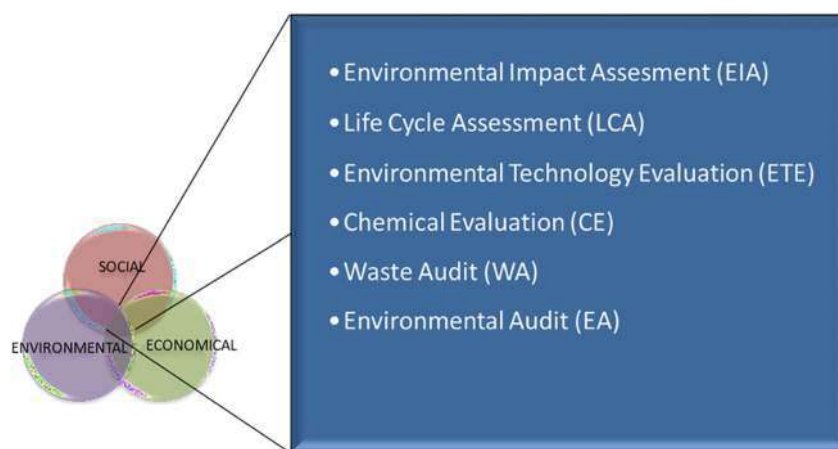 • Environmental Impact Assesment (EIA)
• Life Cycle Assessment (LCA)
• Environmental Technology Evaluation (ETE)
• Chemical Evaluation (CE)
• Waste Audit (WA)
• Environmental Audit (EA)
SOCIAL
ENVIRONMENTAL
ECONOMICAL